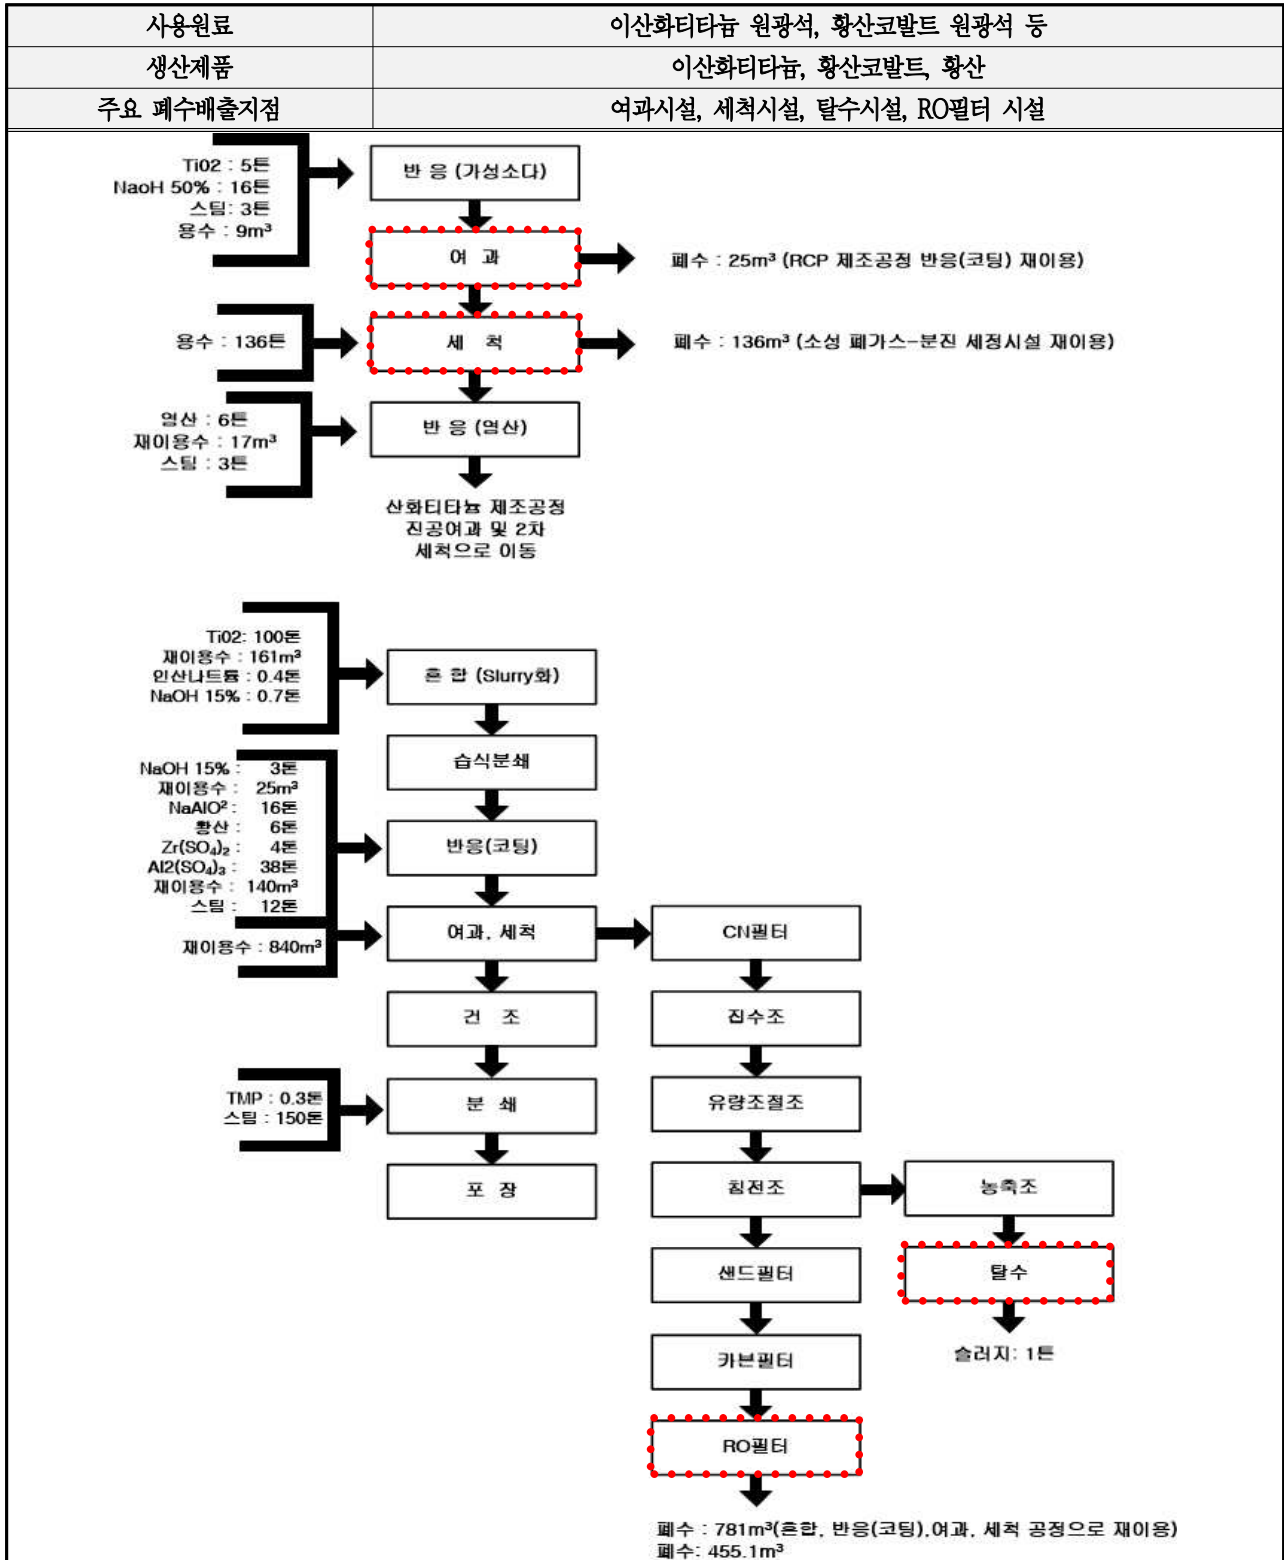 사용원료 이산화티타늄 원광석, 황산코발트 원광석 등
생산제품 이산화티타늄, 황산코발트, 황산
주요 폐수배출지점 여과시설, 세척시설, 탈수시설, RO필터 시설
Ti02 : 5튼
NaoH 50% : 16튼
스팀: 3튼
용수 : 9m³
반 응 (가성소다)
여 과
폐수 : 25m³ (RCP 제조공정 반응(코팅) 재이용)
용수 : 136튼
세 척
폐수 : 136m³ (소성 폐가스-분진 세정시설 재이용)
염산 : 6튼
재이용수 : 17m³
스팀 : 3튼
반 응 (염산)
산화티타늄 제조공정
진공여과 및 2차
세척으로 이동
Ti02: 100톤
재이용수 : 161m³
인산나트륨 : 0.4톤
NaOH 15% : 0.7톤
혼 합 (Slurry화)
습식분쇄
NaOH 15% : 3톤
재이용수 : 25m³
NaAlO² : 16톤
황산 : 6톤
Zr(SO₄)₂ : 4톤
Al2(SO₄)₃ : 38톤
재이용수 : 140m³
스팀 : 12톤
반응(코팅)
재이용수 : 840m³
여과, 세척
CN필터
건 조
집수조
TMP : 0.3톤
스팀 : 150톤
분 쇄
유량조절조
포 장
침전조
농축조
샌드필터
탈수
카본필터
슬러지: 1튼
RO필터
폐수 : 781m³(혼합, 반응(코팅),여과, 세척 공정으로 재이용)
폐수: 455.1m³